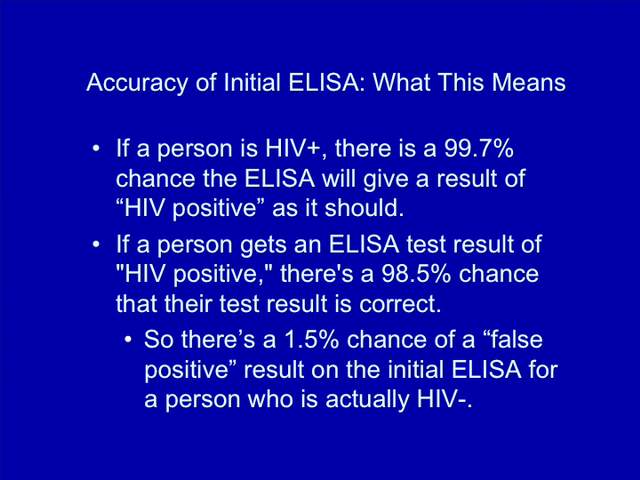 Accuracy of Initial ELISA: What This Means
• If a person is HIV+, there is a 99.7%
chance the ELISA will give a result of
“HIV positive” as it should.
• If a person gets an ELISA test result of
"HIV positive," there's a 98.5% chance
that their test result is correct.
• So there’s a 1.5% chance of a “false
positive” result on the initial ELISA for
a person who is actually HIV-.